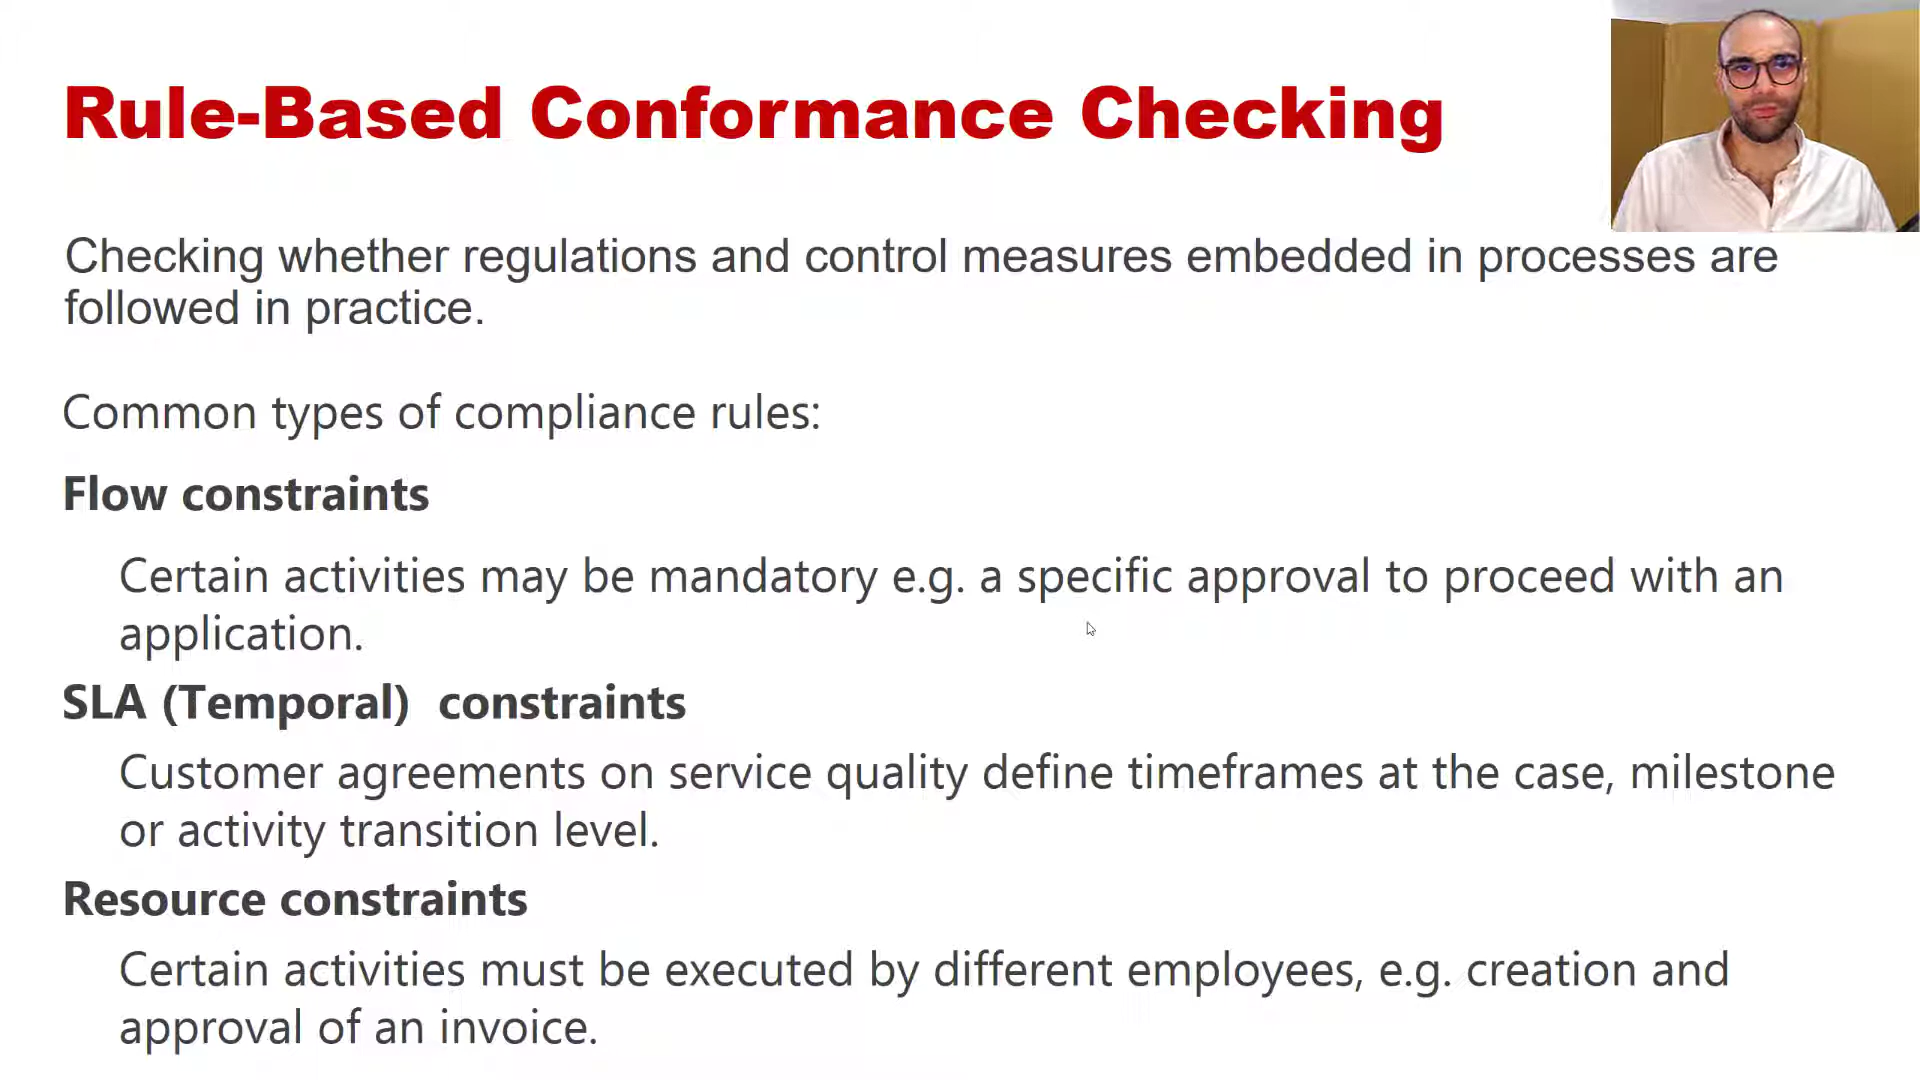 Rule-Based Conformance Checking
Checking whether regulations and control measures embedded in processes are
followed in practice.
Common types of compliance rules:
Flow constraints
Certain activities may be mandatory e.g. a specific approval to proceed with an
application.
SLA (Temporal)  constraints
Customer agreements on service quality define timeframes at the case, milestone
or activity transition level.
Resource constraints
Certain activities must be executed by different employees, e.g. creation and
approval of an invoice.